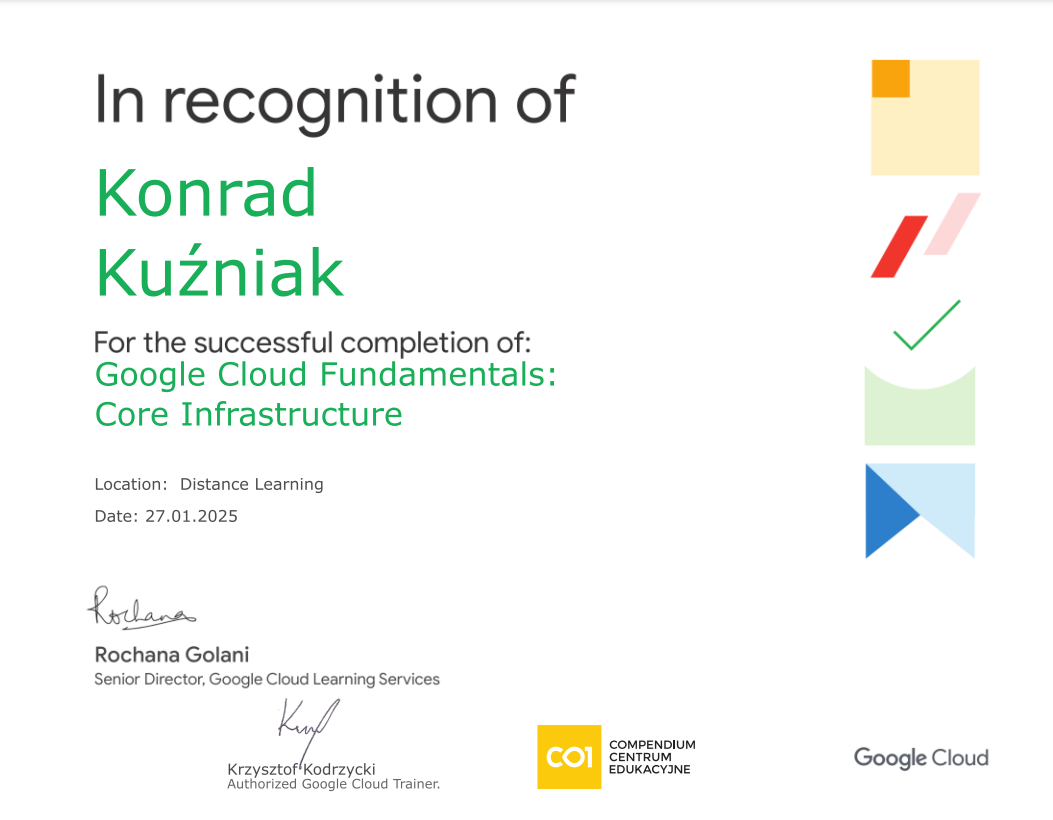 In recognition of
Konrad
Kuźniak
For the successful completion of:
Google Cloud Fundamentals:
Core Infrastructure
Location: Distance Learning
Date: 27.01.2025
Rochana
Rochana Golani
Senior Director, Google Cloud Learning Services
Krzysztof Kodrzycki
Authorized Google Cloud Trainer.
CO1
COMPENDIUM
CENTRUM
EDUKACYJNE
Google Cloud